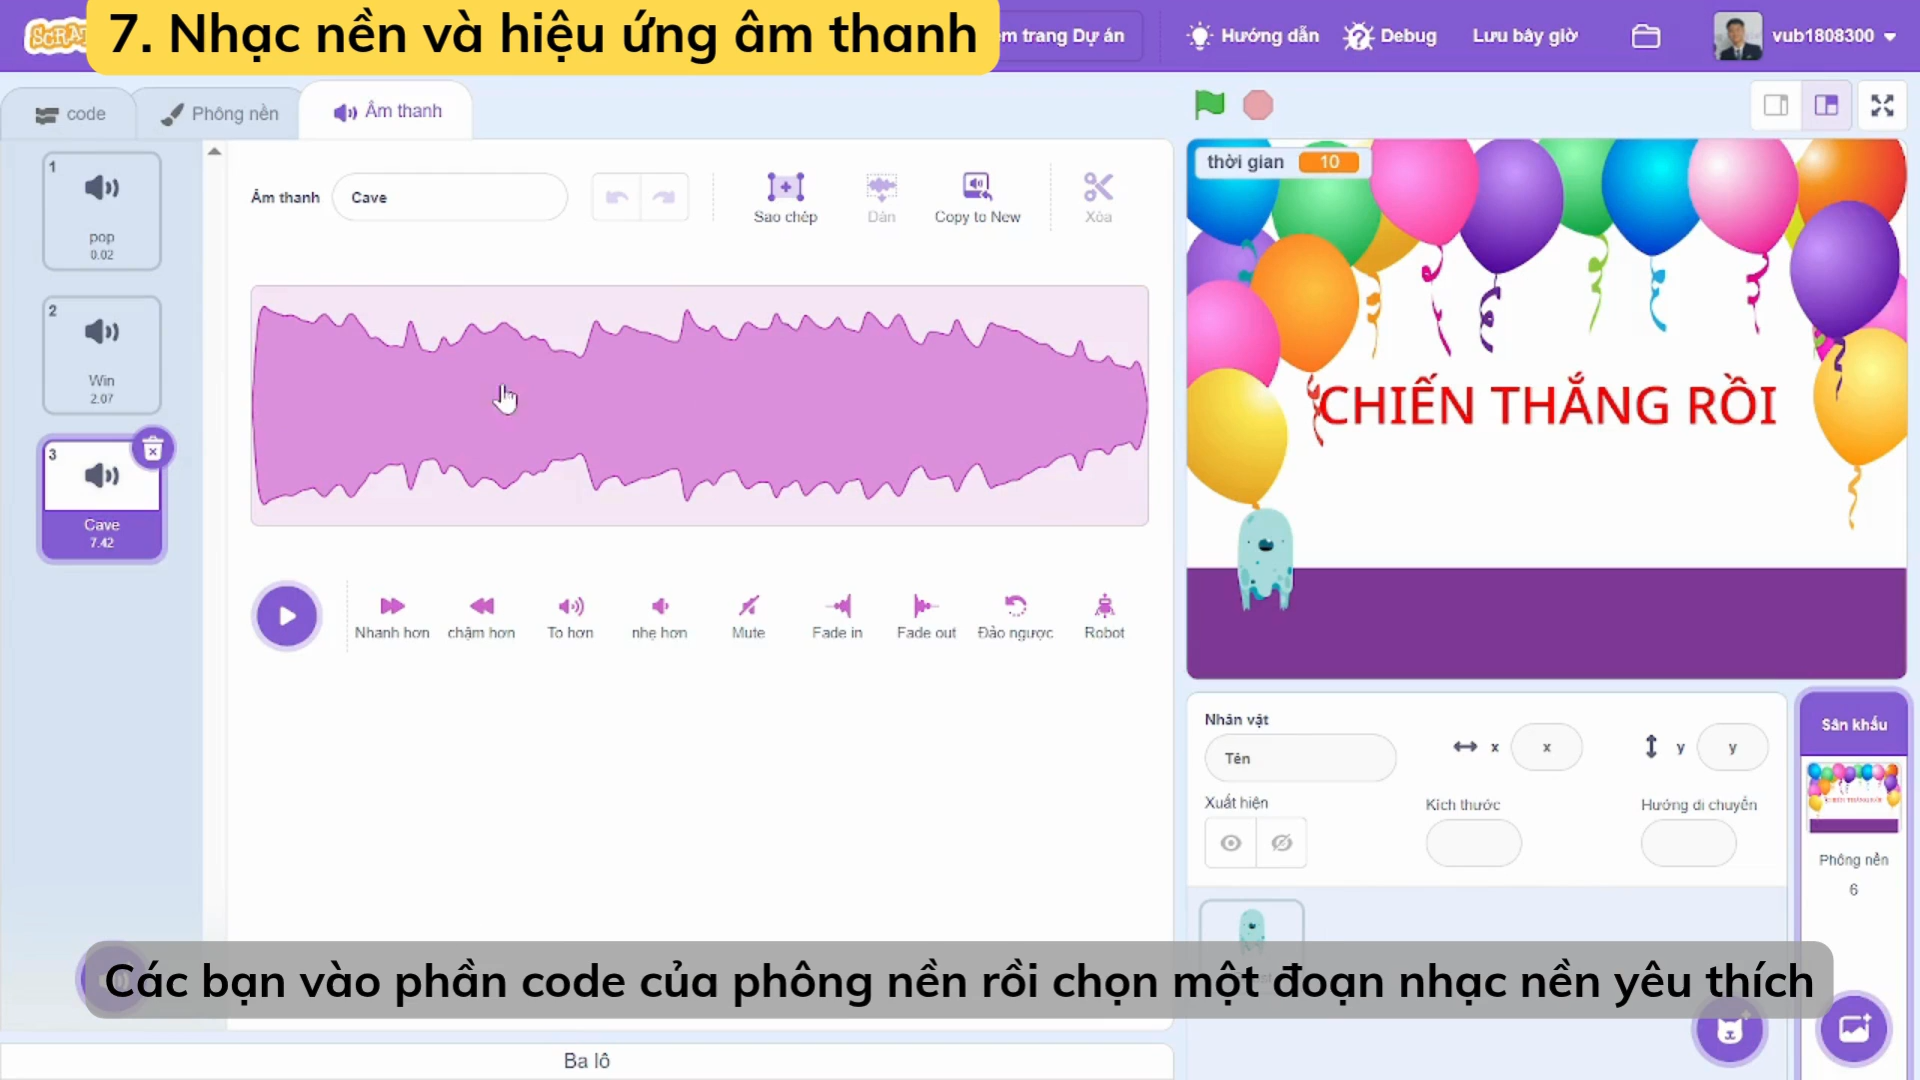 7. Nhạc nền và hiệu ứng âm thanh
Hướng dẫn
Debug
Lưu bây giờ
vub1808300
trang Dự án
code
Phông nền
Âm thanh
1
pop
0.02
2
Win
2.07
3
Cave
7.42
Âm thanh
Cave
Sao chép
Dán
Copy to New
Xóa
Nhanh hơn
chậm hơn
To hơn
nhẹ hơn
Mute
Fade in
Fade out
Đảo ngược
Robot
thời gian 10
CHIẾN THẮNG RỒI
Nhân vật
Tên
x
x
y
y
Xuất hiện
Kích thước
Hướng di chuyển
Sân khấu
CHIẾN THẮNG RỒI
Phông nền
6
Các bạn vào phần code của phông nền rồi chọn một đoạn nhạc nền yêu thích
Ba lô